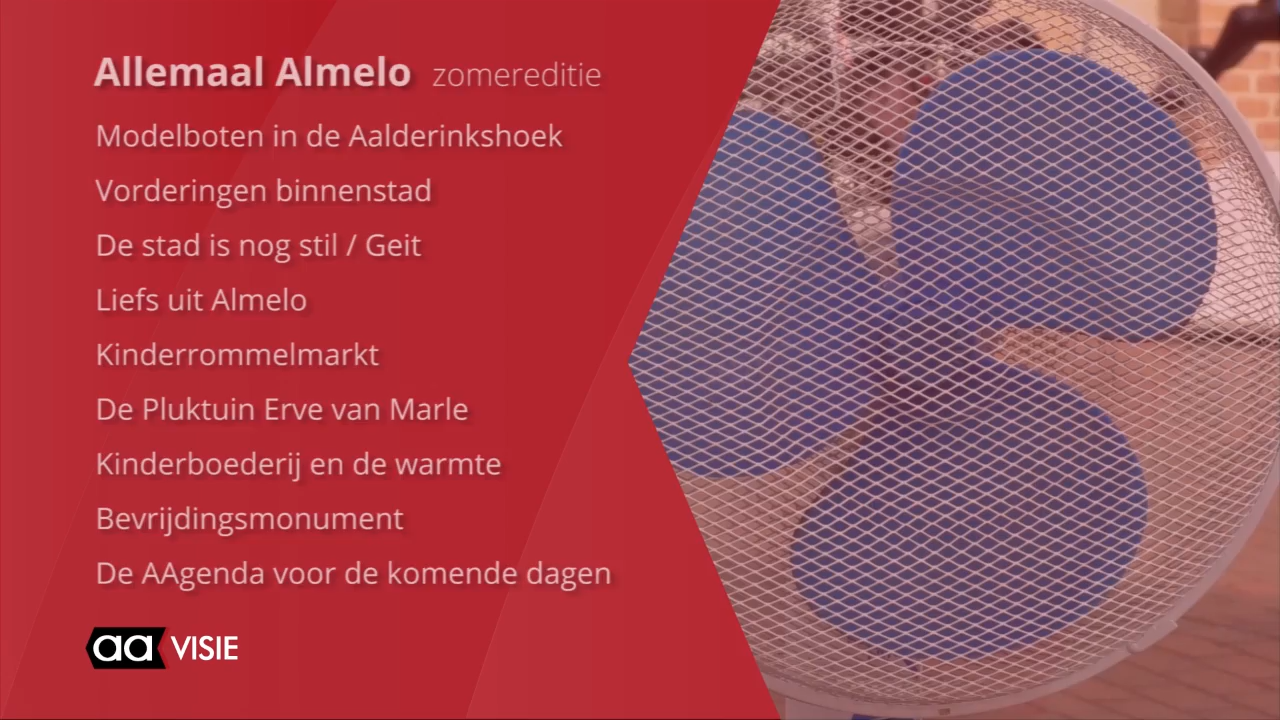 Allemaal Almelo zomereditie
Modelboten in de Aalderinkshoek
Vorderingen binnenstad
De stad is nog stil / Geit
Liefs uit Almelo
Kinderrommelmarkt
De Pluktuin Erve van Marle
Kinderboederij en de warmte
Bevrijdingsmonument
De AAgenda voor de komende dagen
aa VISIE